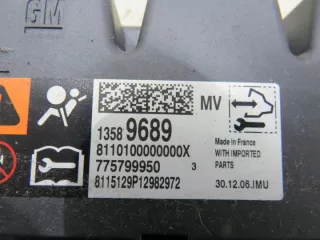 GM
MV
1358 9689
Made in France
8110100000000X
WITH IMPORTED
775799950 3
PARTS
8115129P12982972
30.12.06.IMU